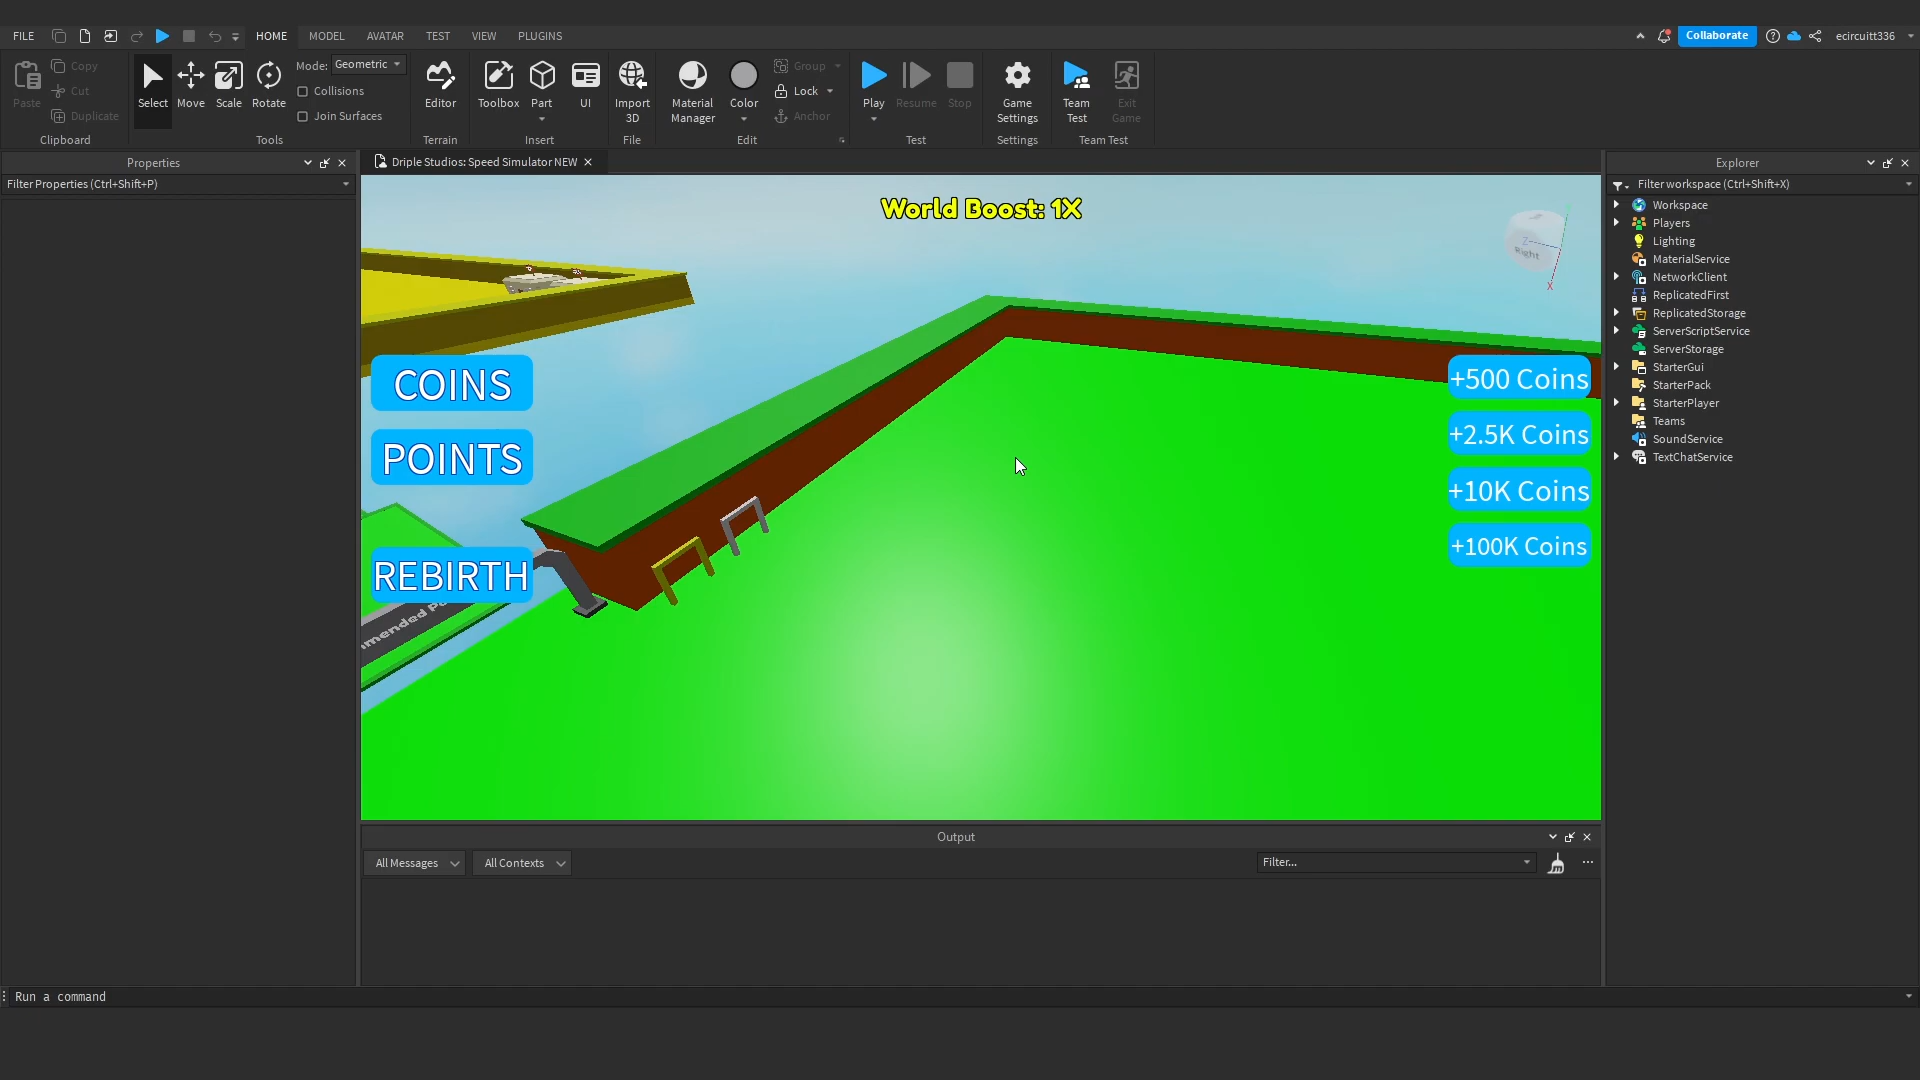 FILE
HOME
MODEL
AVATAR
TEST
VIEW
PLUGINS
Collaborate
ecircuitt336
Paste
Copy
Cut
Duplicate
Clipboard
Select
Move
Scale
Rotate
Mode: Geometric
Collisions
Join Surfaces
Tools
Editor
Terrain
Toolbox
Part
UI
Insert
Import
3D
File
Material
Manager
Color
Group
Lock
Anchor
Edit
Play
Resume
Stop
Test
Game
Settings
Settings
Team
Test
Exit
Game
Team Test
Properties
Filter Properties (Ctrl+Shift+P)
Driple Studios: Speed Simulator NEW
World Boost: 1X
Z
Right
X
COINS
POINTS
REBIRTH
+500 Coins
+2.5K Coins
+10K Coins
+100K Coins
Explorer
Filter workspace (Ctrl+Shift+X)
Workspace
Players
Lighting
MaterialService
NetworkClient
ReplicatedFirst
ReplicatedStorage
ServerScriptService
ServerStorage
StarterGui
StarterPack
StarterPlayer
Teams
SoundService
TextChatService
Output
All Messages
All Contexts
Filter...
Run a command